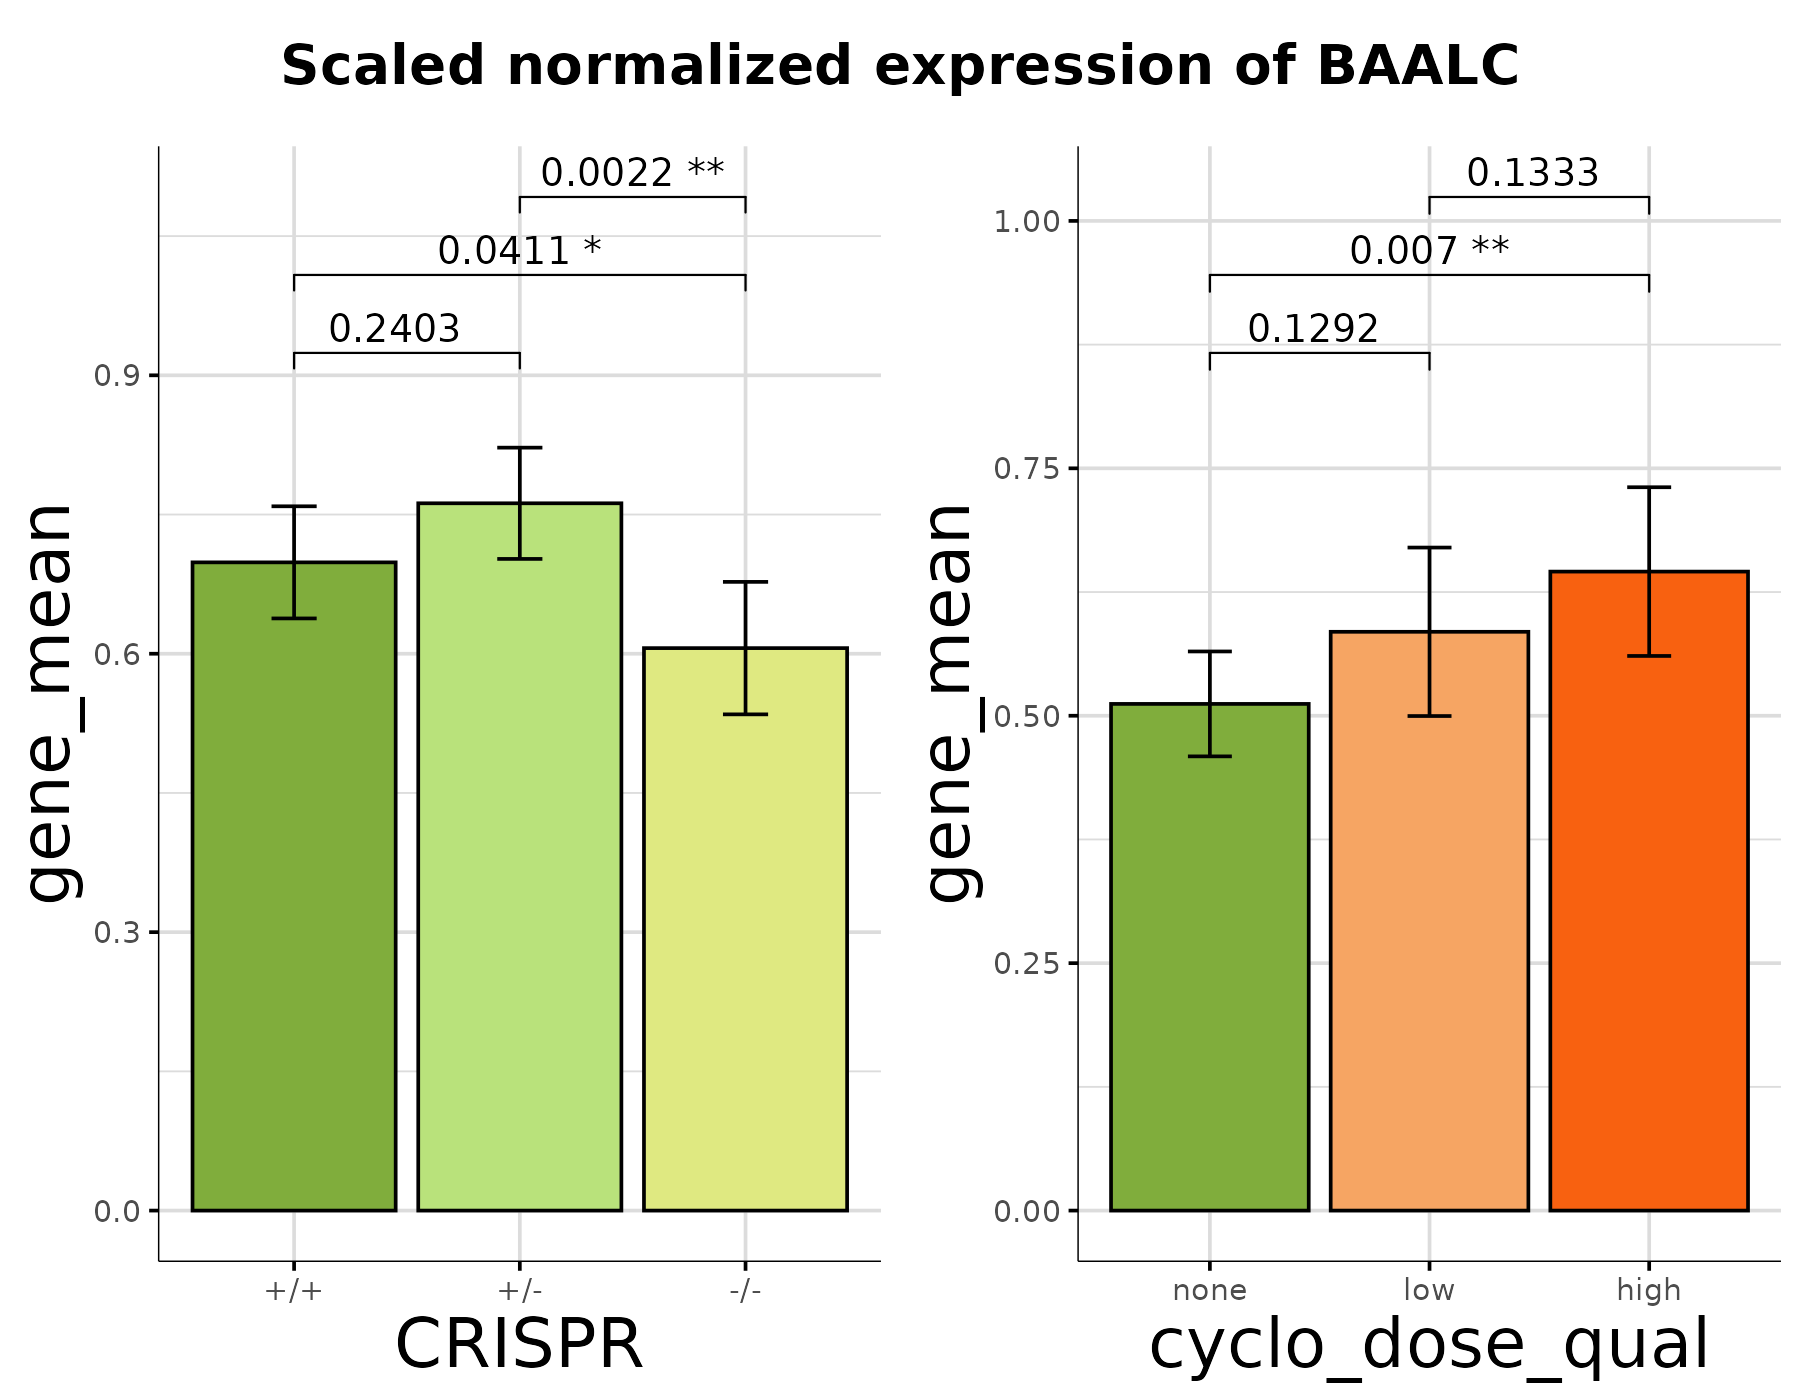 Scaled normalized expression of BAALC
0.0022 **
0.0411 *
0.2403
0.9
0.6
0.3
0.0
gene_mean
+/+ +/- -/-
CRISPR
0.1333
0.007 **
0.1292
1.00
0.75
0.50
0.25
0.00
gene_mean
none low high
cyclo_dose_qual